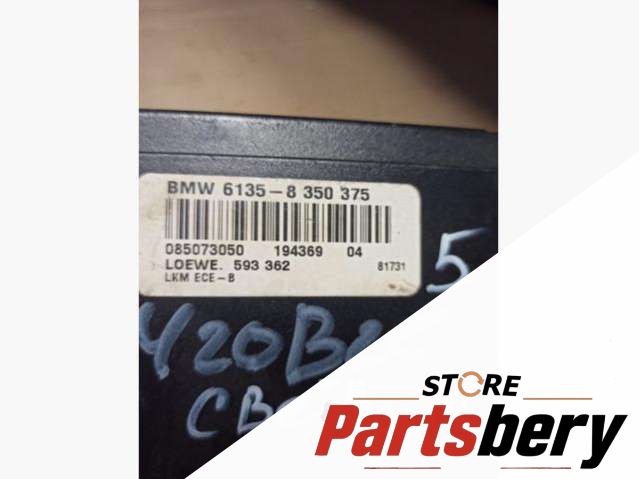 BMW 6135-8 350 375
085073050 194369 04
LOEWE. 593 362 81731
LKM ECE-B
5
STORE
Partsbery